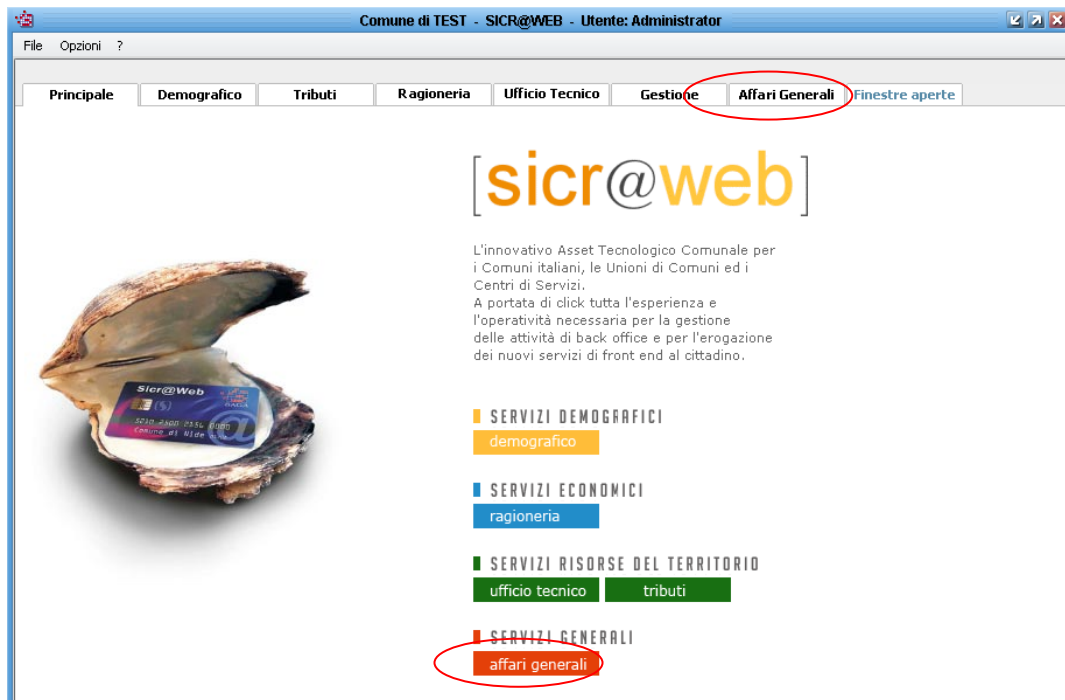 Comune di TEST - SICR@WEB - Utente: Administrator
File Opzioni ?
Principale Demografico Tributi Ragioneria Ufficio Tecnico Gestione Affari Generali Finestre aperte
[sicr@web]
L'innovativo Asset Tecnologico Comunale per
i Comuni italiani, le Unioni di Comuni ed i
Centri di Servizi.
A portata di click tutta l'esperienza e
l'operatività necessaria per la gestione
delle attività di back office e per l'erogazione
dei nuovi servizi di front end al cittadino.
Sicr@Web
Comune di
SERVIZI DEMOGRAFICI
demografico
SERVIZI ECONOMICI
ragioneria
SERVIZI RISORSE DEL TERRITORIO
ufficio tecnico tributi
SERVIZI GENERALI
affari generali